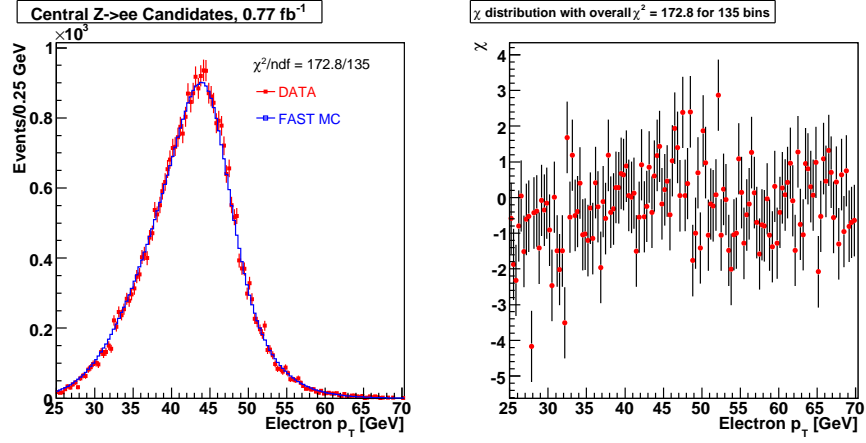 Central Z->ee Candidates, 0.77 fb⁻¹
×10³
χ²/ndf = 172.8/135
DATA
FAST MC
Events/0.25 GeV
1
0.8
0.6
0.4
0.2
0
25 30 35 40 45 50 55 60 65 70
Electron p_T [GeV]
χ distribution with overall χ² = 172.8 for 135 bins
χ
4
3
2
1
0
-1
-2
-3
-4
-5
25 30 35 40 45 50 55 60 65 70
Electron p_T [GeV]